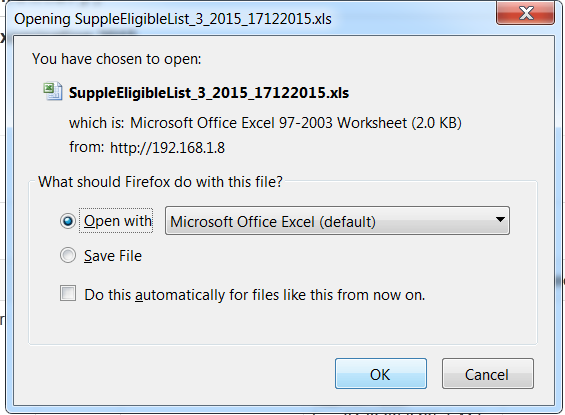 Opening SuppleEligibleList_3_2015_17122015.xls
You have chosen to open:
SuppleEligibleList_3_2015_17122015.xls
which is: Microsoft Office Excel 97-2003 Worksheet (2.0 KB)
from: http://192.168.1.8
What should Firefox do with this file?
Open with Microsoft Office Excel (default)
Save File
Do this automatically for files like this from now on.
OK Cancel